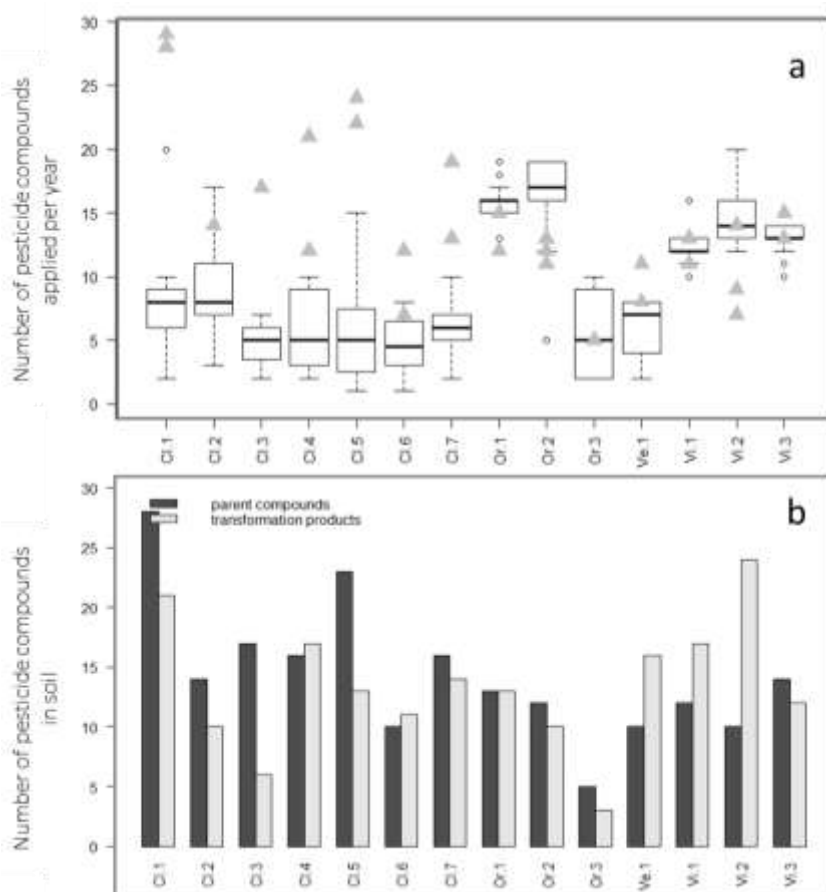 a
Number of pesticide compounds
applied per year
30
25
20
15
10
5
0
Cl.1 Cl.2 Cl.3 Cl.4 Cl.5 Cl.6 Cl.7 Or.1 Or.2 Or.3 Ve.1 Vi.1 Vi.2 Vi.3
b
parent compounds
transformation products
Number of pesticide compounds
in soil
30
25
20
15
10
5
0
Cl.1 Cl.2 Cl.3 Cl.4 Cl.5 Cl.6 Cl.7 Or.1 Or.2 Or.3 Ve.1 Vi.1 Vi.2 Vi.3